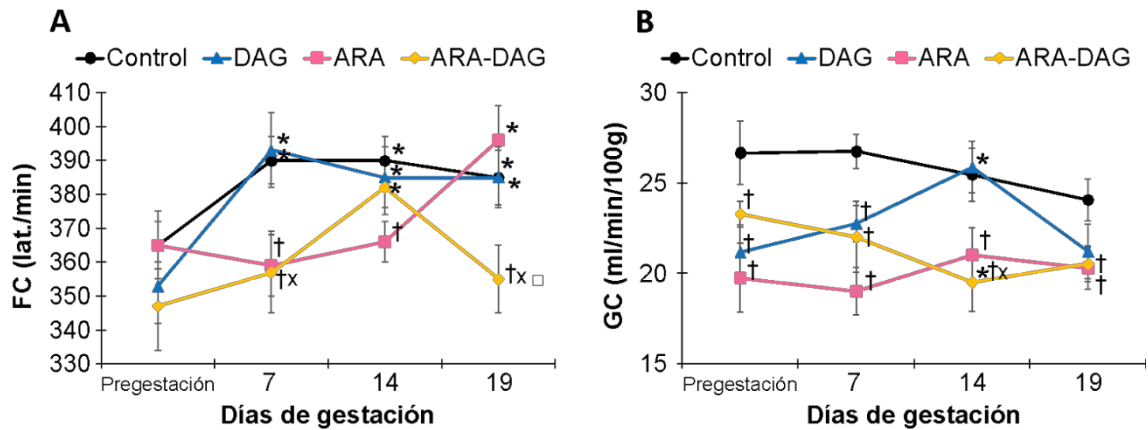 A
Control DAG ARA ARA-DAG
FC (lat./min)
410
400
390
380
370
360
350
340
330
* *
* * *
* * *
†
†x
†
†x □
Pregestación 7 14 19
Días de gestación
B
Control DAG ARA ARA-DAG
GC (ml/min/100g)
30
25
20
15
†
†
†
†
†
†
*
†
*†x
†
†
Pregestación 7 14 19
Días de gestación